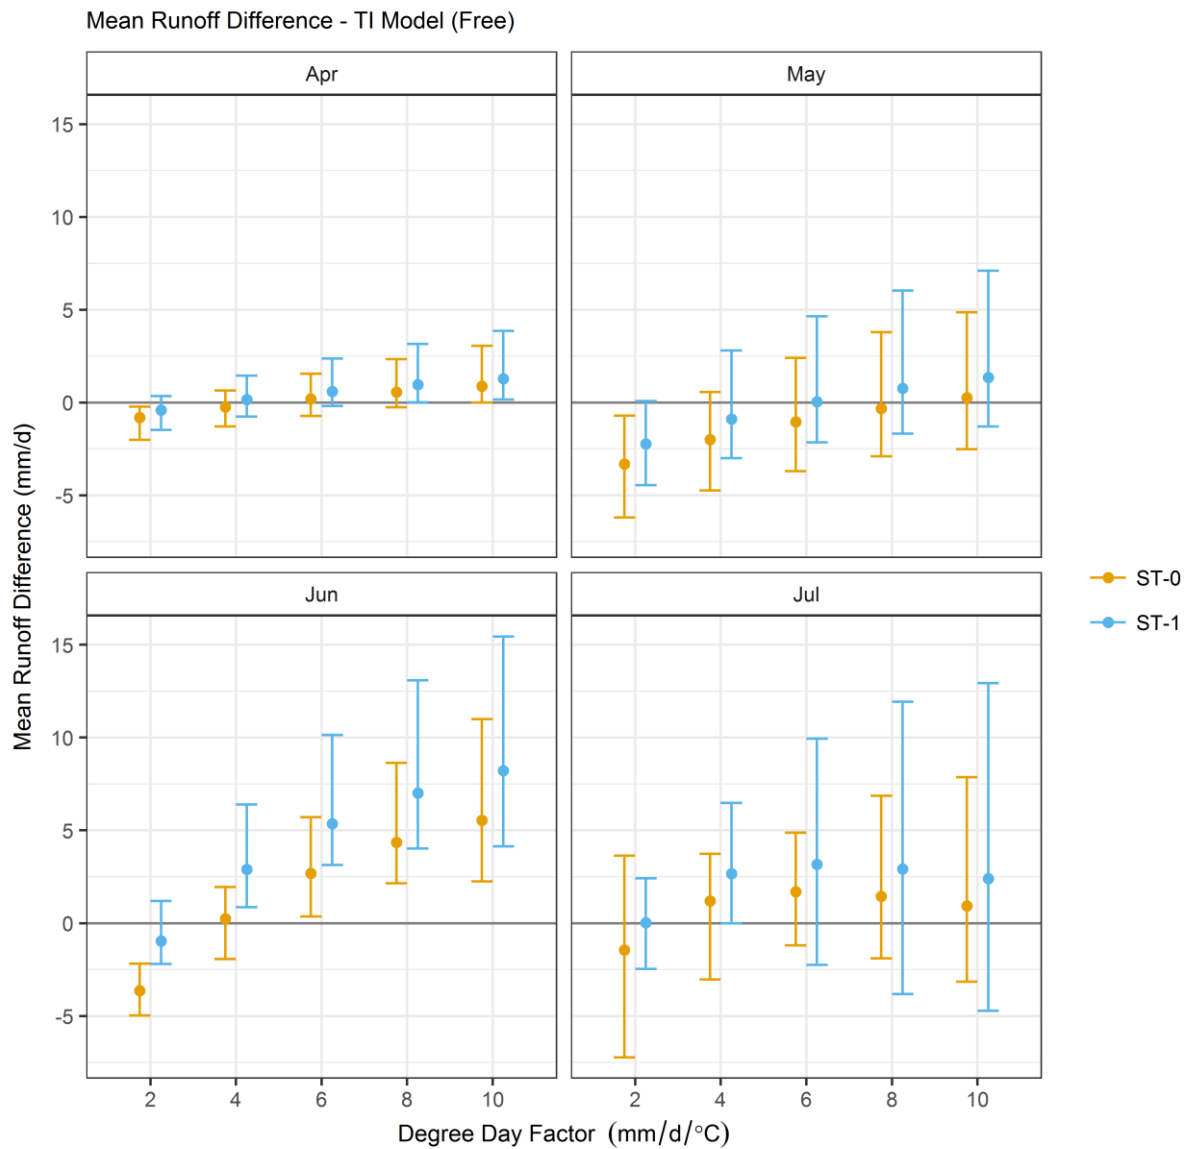 Mean Runoff Difference - TI Model (Free)
Apr
May
15
10
5
0
-5
Jun
Jul
15
10
5
0
-5
2 4 6 8 10
2 4 6 8 10
Mean Runoff Difference (mm/d)
Degree Day Factor (mm/d/°C)
ST-0
ST-1